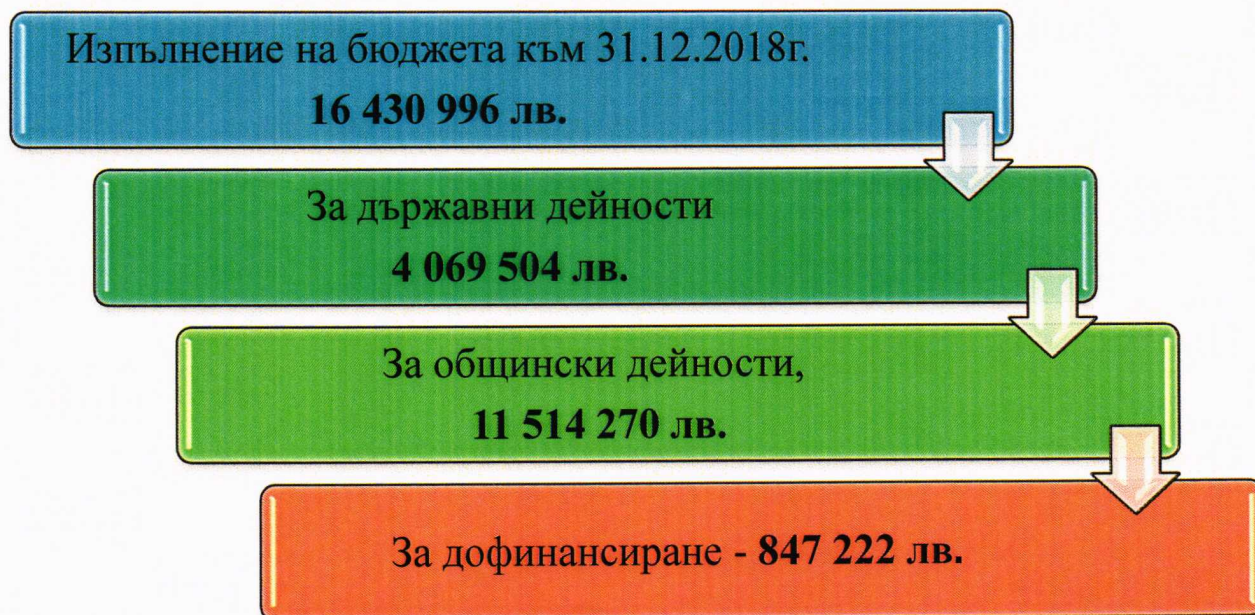 Изпълнение на бюджета към 31.12.2018г.
16 430 996 лв.
За държавни дейности
4 069 504 лв.
За общински дейности,
11 514 270 лв.
За дофинансиране - 847 222 лв.